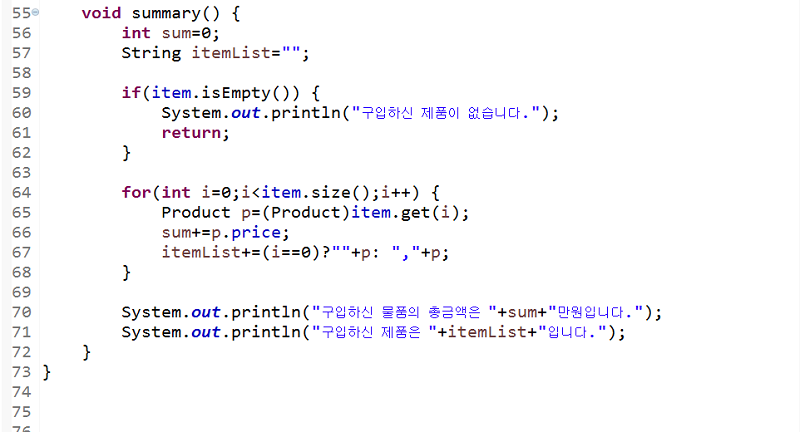 55 void summary() {
56 int sum=0;
57 String itemList="";
58
59 if(item.isEmpty()) {
60 System.out.println("구입하신 제품이 없습니다.");
61 return;
62 }
63
64 for(int i=0;i<item.size();i++) {
65 Product p=(Product)item.get(i);
66 sum+=p.price;
67 itemList+=(i==0)?""+p: ","+p;
68 }
69
70 System.out.println("구입하신 물품의 총금액은 "+sum+"만원입니다.");
71 System.out.println("구입하신 제품은 "+itemList+"입니다.");
72 }
73 }
74
75
76